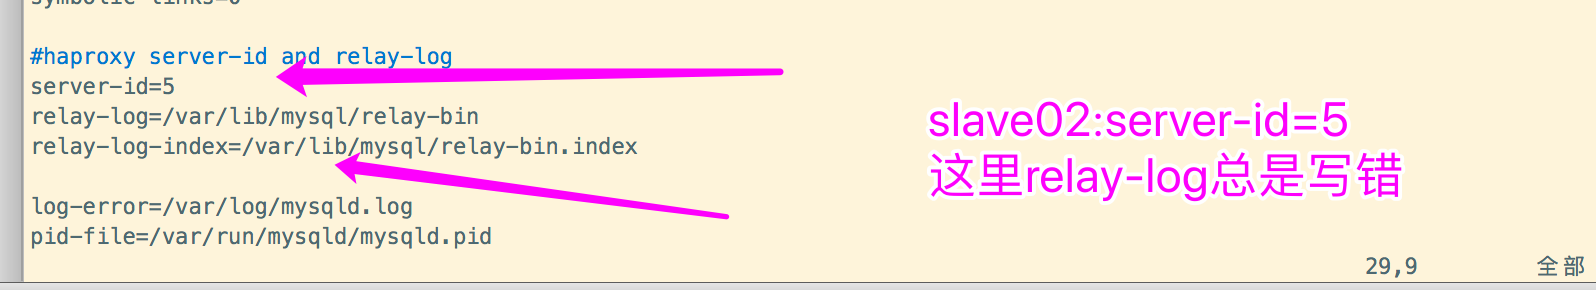 symbolic-links=0
#haproxy server-id and relay-log
server-id=5
relay-log=/var/lib/mysql/relay-bin
relay-log-index=/var/lib/mysql/relay-bin.index
log-error=/var/log/mysqld.log
pid-file=/var/run/mysqld/mysqld.pid
slave02:server-id=5
这里relay-log总是写错
29,9 全部